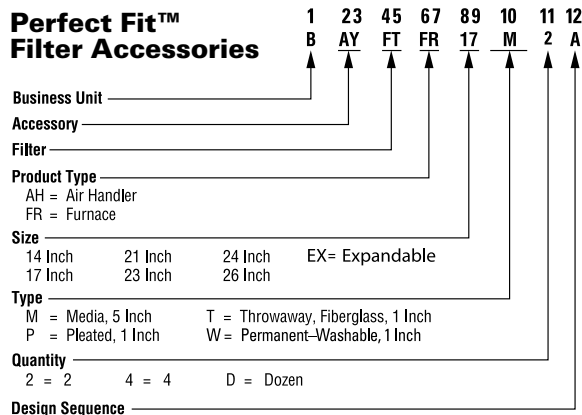 Perfect Fit™
Filter Accessories
1 23 45 67 89 10 11 12
B AY FT FR 17 M 2 A
Business Unit
Accessory
Filter
Product Type
AH = Air Handler
FR = Furnace
Size
14 Inch 21 Inch 24 Inch EX= Expandable
17 Inch 23 Inch 26 Inch
Type
M = Media, 5 Inch T = Throwaway, Fiberglass, 1 Inch
P = Pleated, 1 Inch W = Permanent–Washable, 1 Inch
Quantity
2 = 2 4 = 4 D = Dozen
Design Sequence